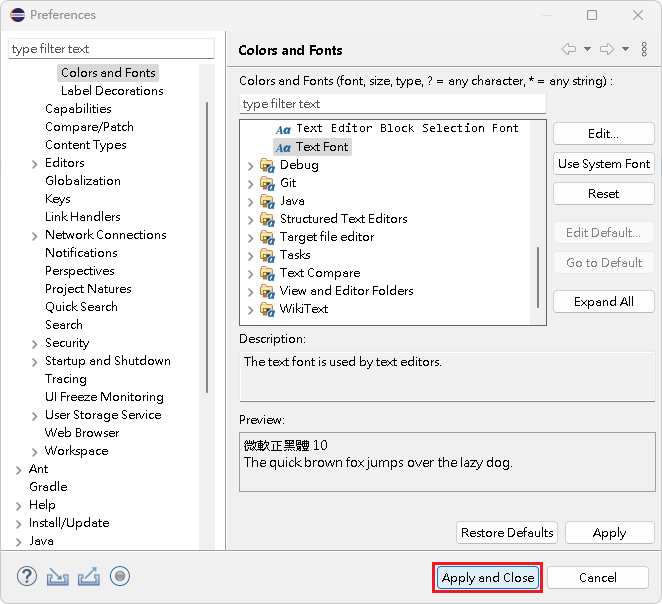 Preferences
type filter text
Colors and Fonts
Label Decorations
Capabilities
Compare/Patch
Content Types
Editors
Globalization
Keys
Link Handlers
Network Connections
Notifications
Perspectives
Project Natures
Quick Search
Search
Security
Startup and Shutdown
Tracing
UI Freeze Monitoring
User Storage Service
Web Browser
Workspace
Ant
Gradle
Help
Install/Update
Java
Colors and Fonts
Colors and Fonts (font, size, type, ? = any character, * = any string) :
type filter text
Aa Text Editor Block Selection Font
Aa Text Font
Debug
Git
Java
Structured Text Editors
Target file editor
Tasks
Text Compare
View and Editor Folders
WikiText
Edit...
Use System Font
Reset
Edit Default...
Go to Default
Expand All
Description:
The text font is used by text editors.
Preview:
微軟正黑體 10
The quick brown fox jumps over the lazy dog.
Restore Defaults
Apply
?
Apply and Close
Cancel